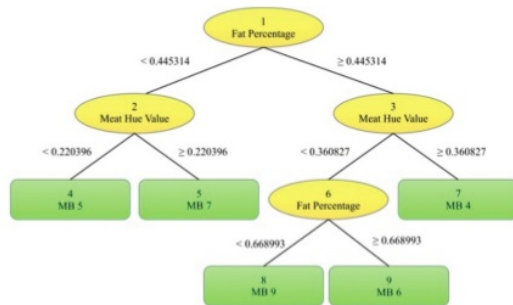 1
Fat Percentage
< 0.445314
≥ 0.445314
2
Meat Hue Value
3
Meat Hue Value
< 0.220396
≥ 0.220396
< 0.360827
≥ 0.360827
4
MB 5
5
MB 7
6
Fat Percentage
7
MB 4
< 0.668993
≥ 0.668993
8
MB 9
9
MB 6